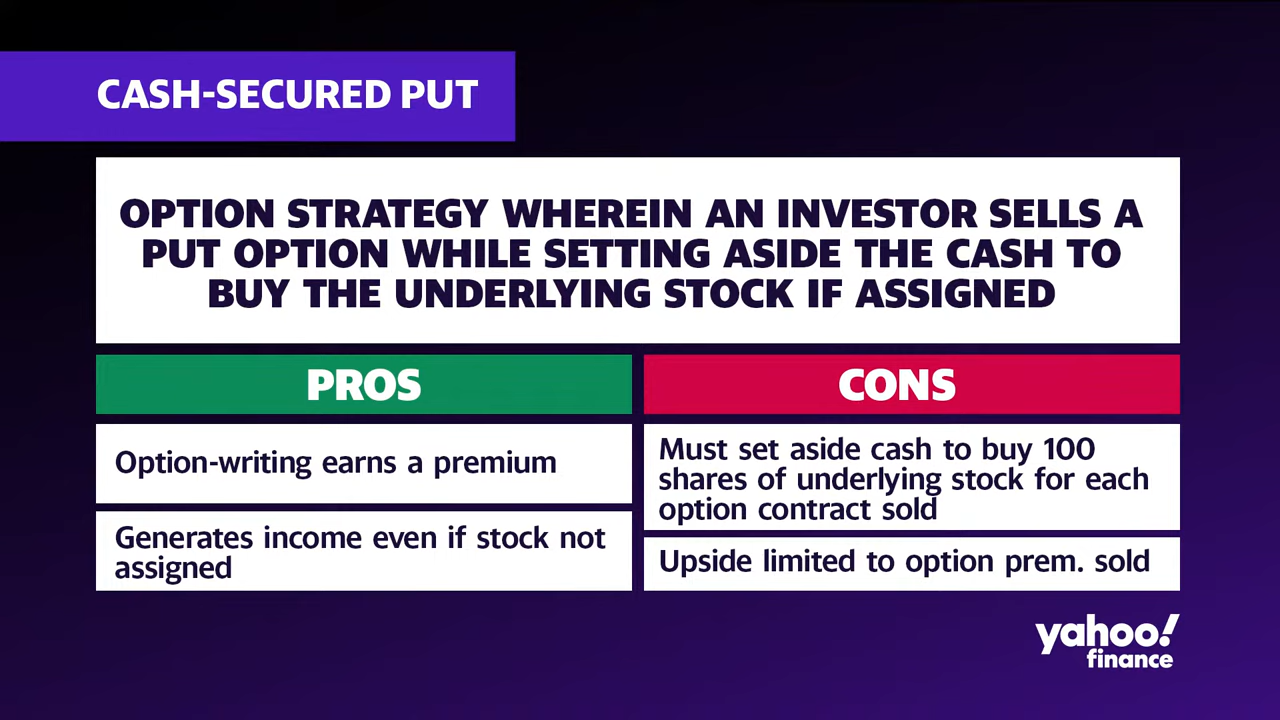 CASH-SECURED PUT
OPTION STRATEGY WHEREIN AN INVESTOR SELLS A
PUT OPTION WHILE SETTING ASIDE THE CASH TO
BUY THE UNDERLYING STOCK IF ASSIGNED
PROS
Option-writing earns a premium
Generates income even if stock not
assigned
CONS
Must set aside cash to buy 100
shares of underlying stock for each
option contract sold
Upside limited to option prem. sold
yahoo!
finance